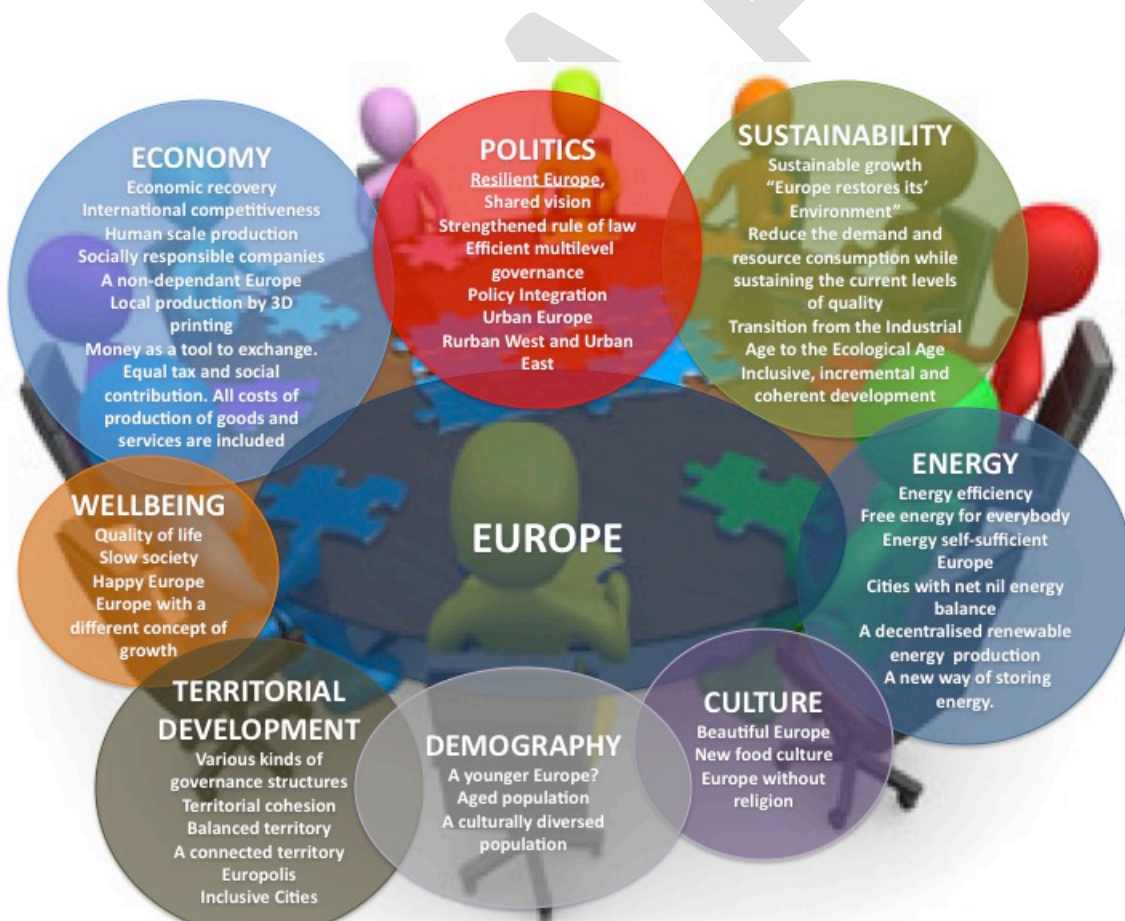 ECONOMY
Economic recovery
International competitiveness
Human scale production
Socially responsible companies
A non-dependant Europe
Local production by 3D
printing
Money as a tool to exchange.
Equal tax and social
contribution. All costs of
production of goods and
services are included
POLITICS
Resilient Europe,
Shared vision
Strengthened rule of law
Efficient multilevel
governance
Policy Integration
Urban Europe
Rurban West and Urban
East
SUSTAINABILITY
Sustainable growth
“Europe restores its’
Environment”
Reduce the demand and
resource consumption while
sustaining the current levels
of quality
Transition from the Industrial
Age to the Ecological Age
Inclusive, incremental and
coherent development
EUROPE
ENERGY
Energy efficiency
Free energy for everybody
Energy self-sufficient
Europe
Cities with net nil energy
balance
A decentralised renewable
energy production
A new way of storing
energy.
WELLBEING
Quality of life
Slow society
Happy Europe
Europe with a
different concept of
growth
TERRITORIAL
DEVELOPMENT
Various kinds of
governance structures
Territorial cohesion
Balanced territory
A connected territory
Europolis
Inclusive Cities
DEMOGRAPHY
A younger Europe?
Aged population
A culturally diversed
population
CULTURE
Beautiful Europe
New food culture
Europe without
religion